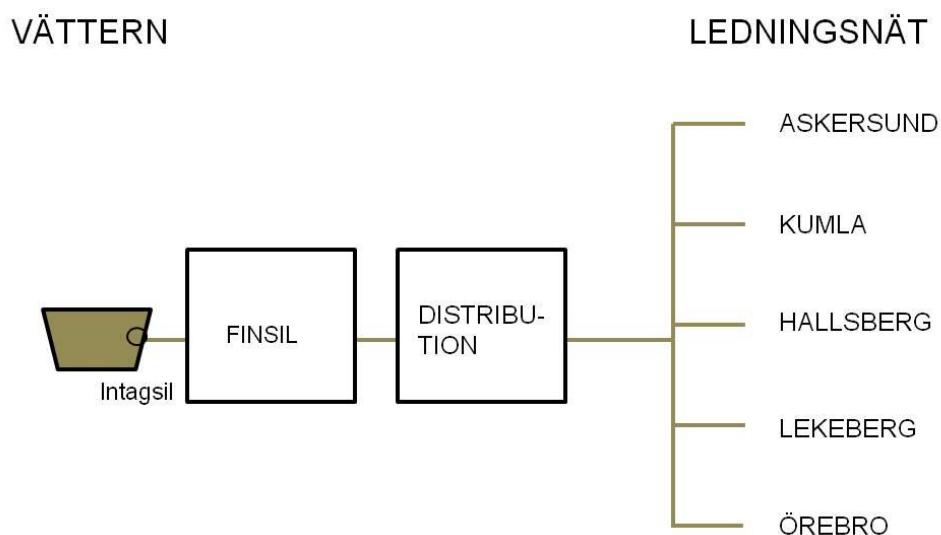 VÄTTERN
LEDNINGSNÄT
ASKERSUND
KUMLA
HALLSBERG
LEKEBERG
ÖREBRO
Intagsil
FINSIL
DISTRIBU-
TION